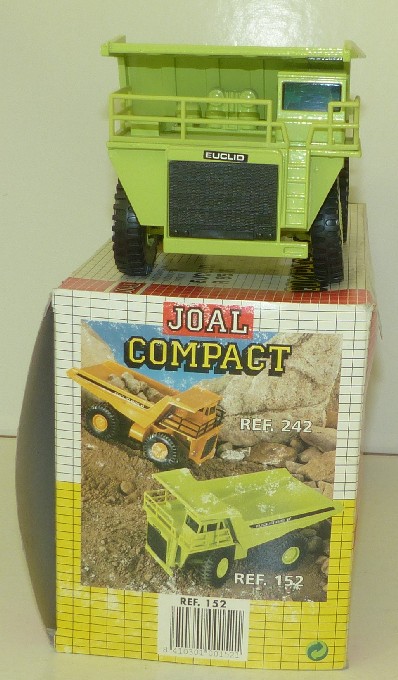 EUCLID
JOAL
COMPACT
REF. 242
REF. 152
REF. 152